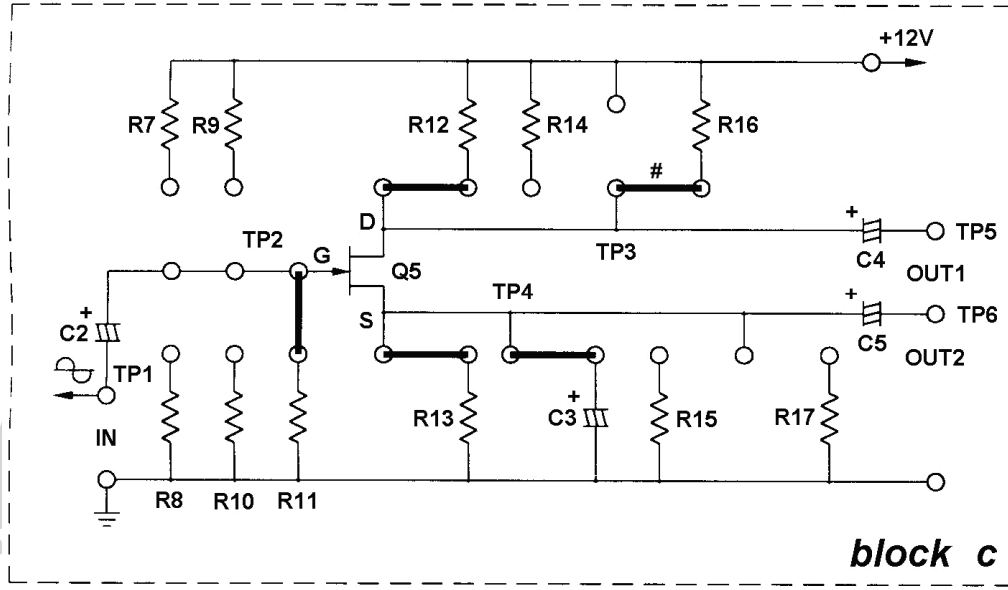 +12V
R7
R9
R12
R14
R16
#
D
TP2
G
Q5
TP3
+
C4
TP5
OUT1
TP4
S
+
C5
TP6
OUT2
+
C2
TP1
IN
R13
+
C3
R15
R17
R8
R10
R11
block c